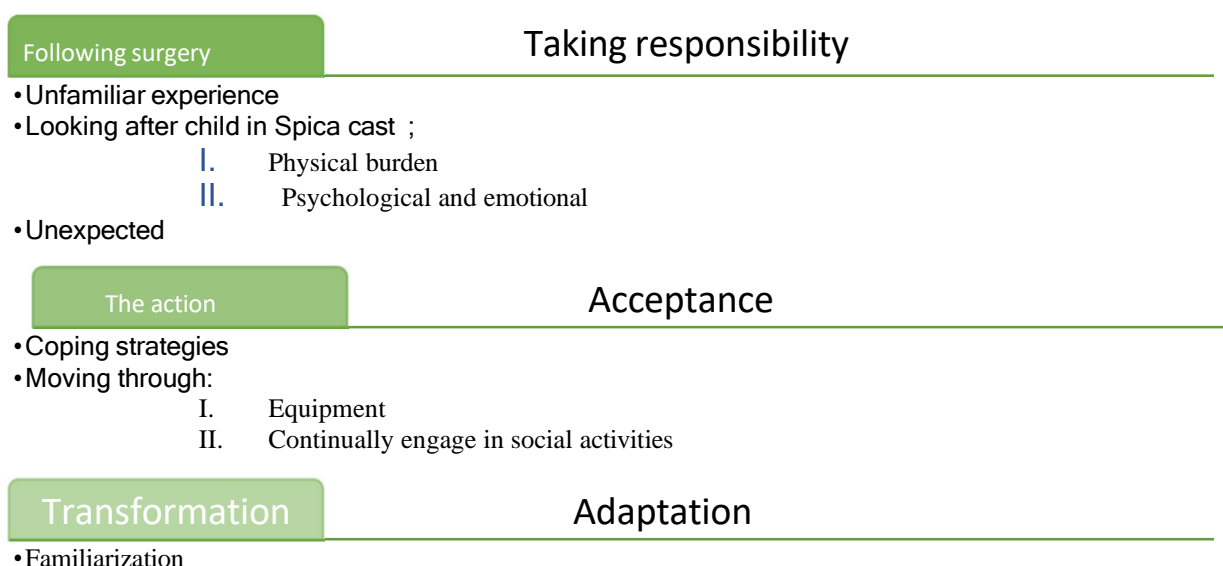 Following surgery Taking responsibility
•Unfamiliar experience
•Looking after child in Spica cast ;
I. Physical burden
II. Psychological and emotional
•Unexpected
The action Acceptance
•Coping strategies
•Moving through:
I. Equipment
II. Continually engage in social activities
Transformation Adaptation
•Familiarization